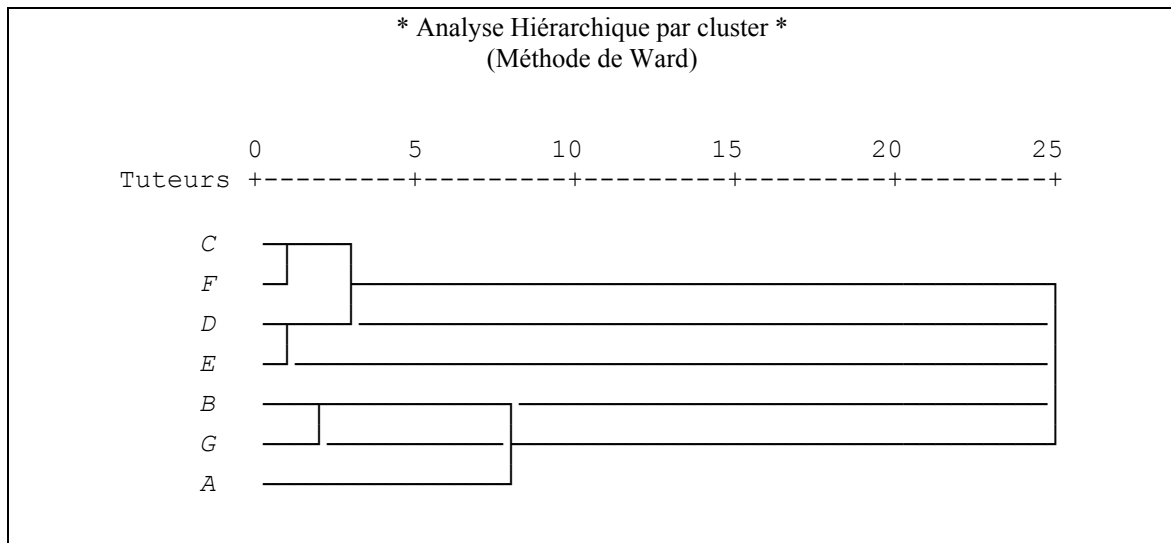 * Analyse Hiérarchique par cluster *
(Méthode de Ward)
0 5 10 15 20 25
Tuteurs +---------+---------+---------+---------+---------+
C
F
D
E
B
G
A